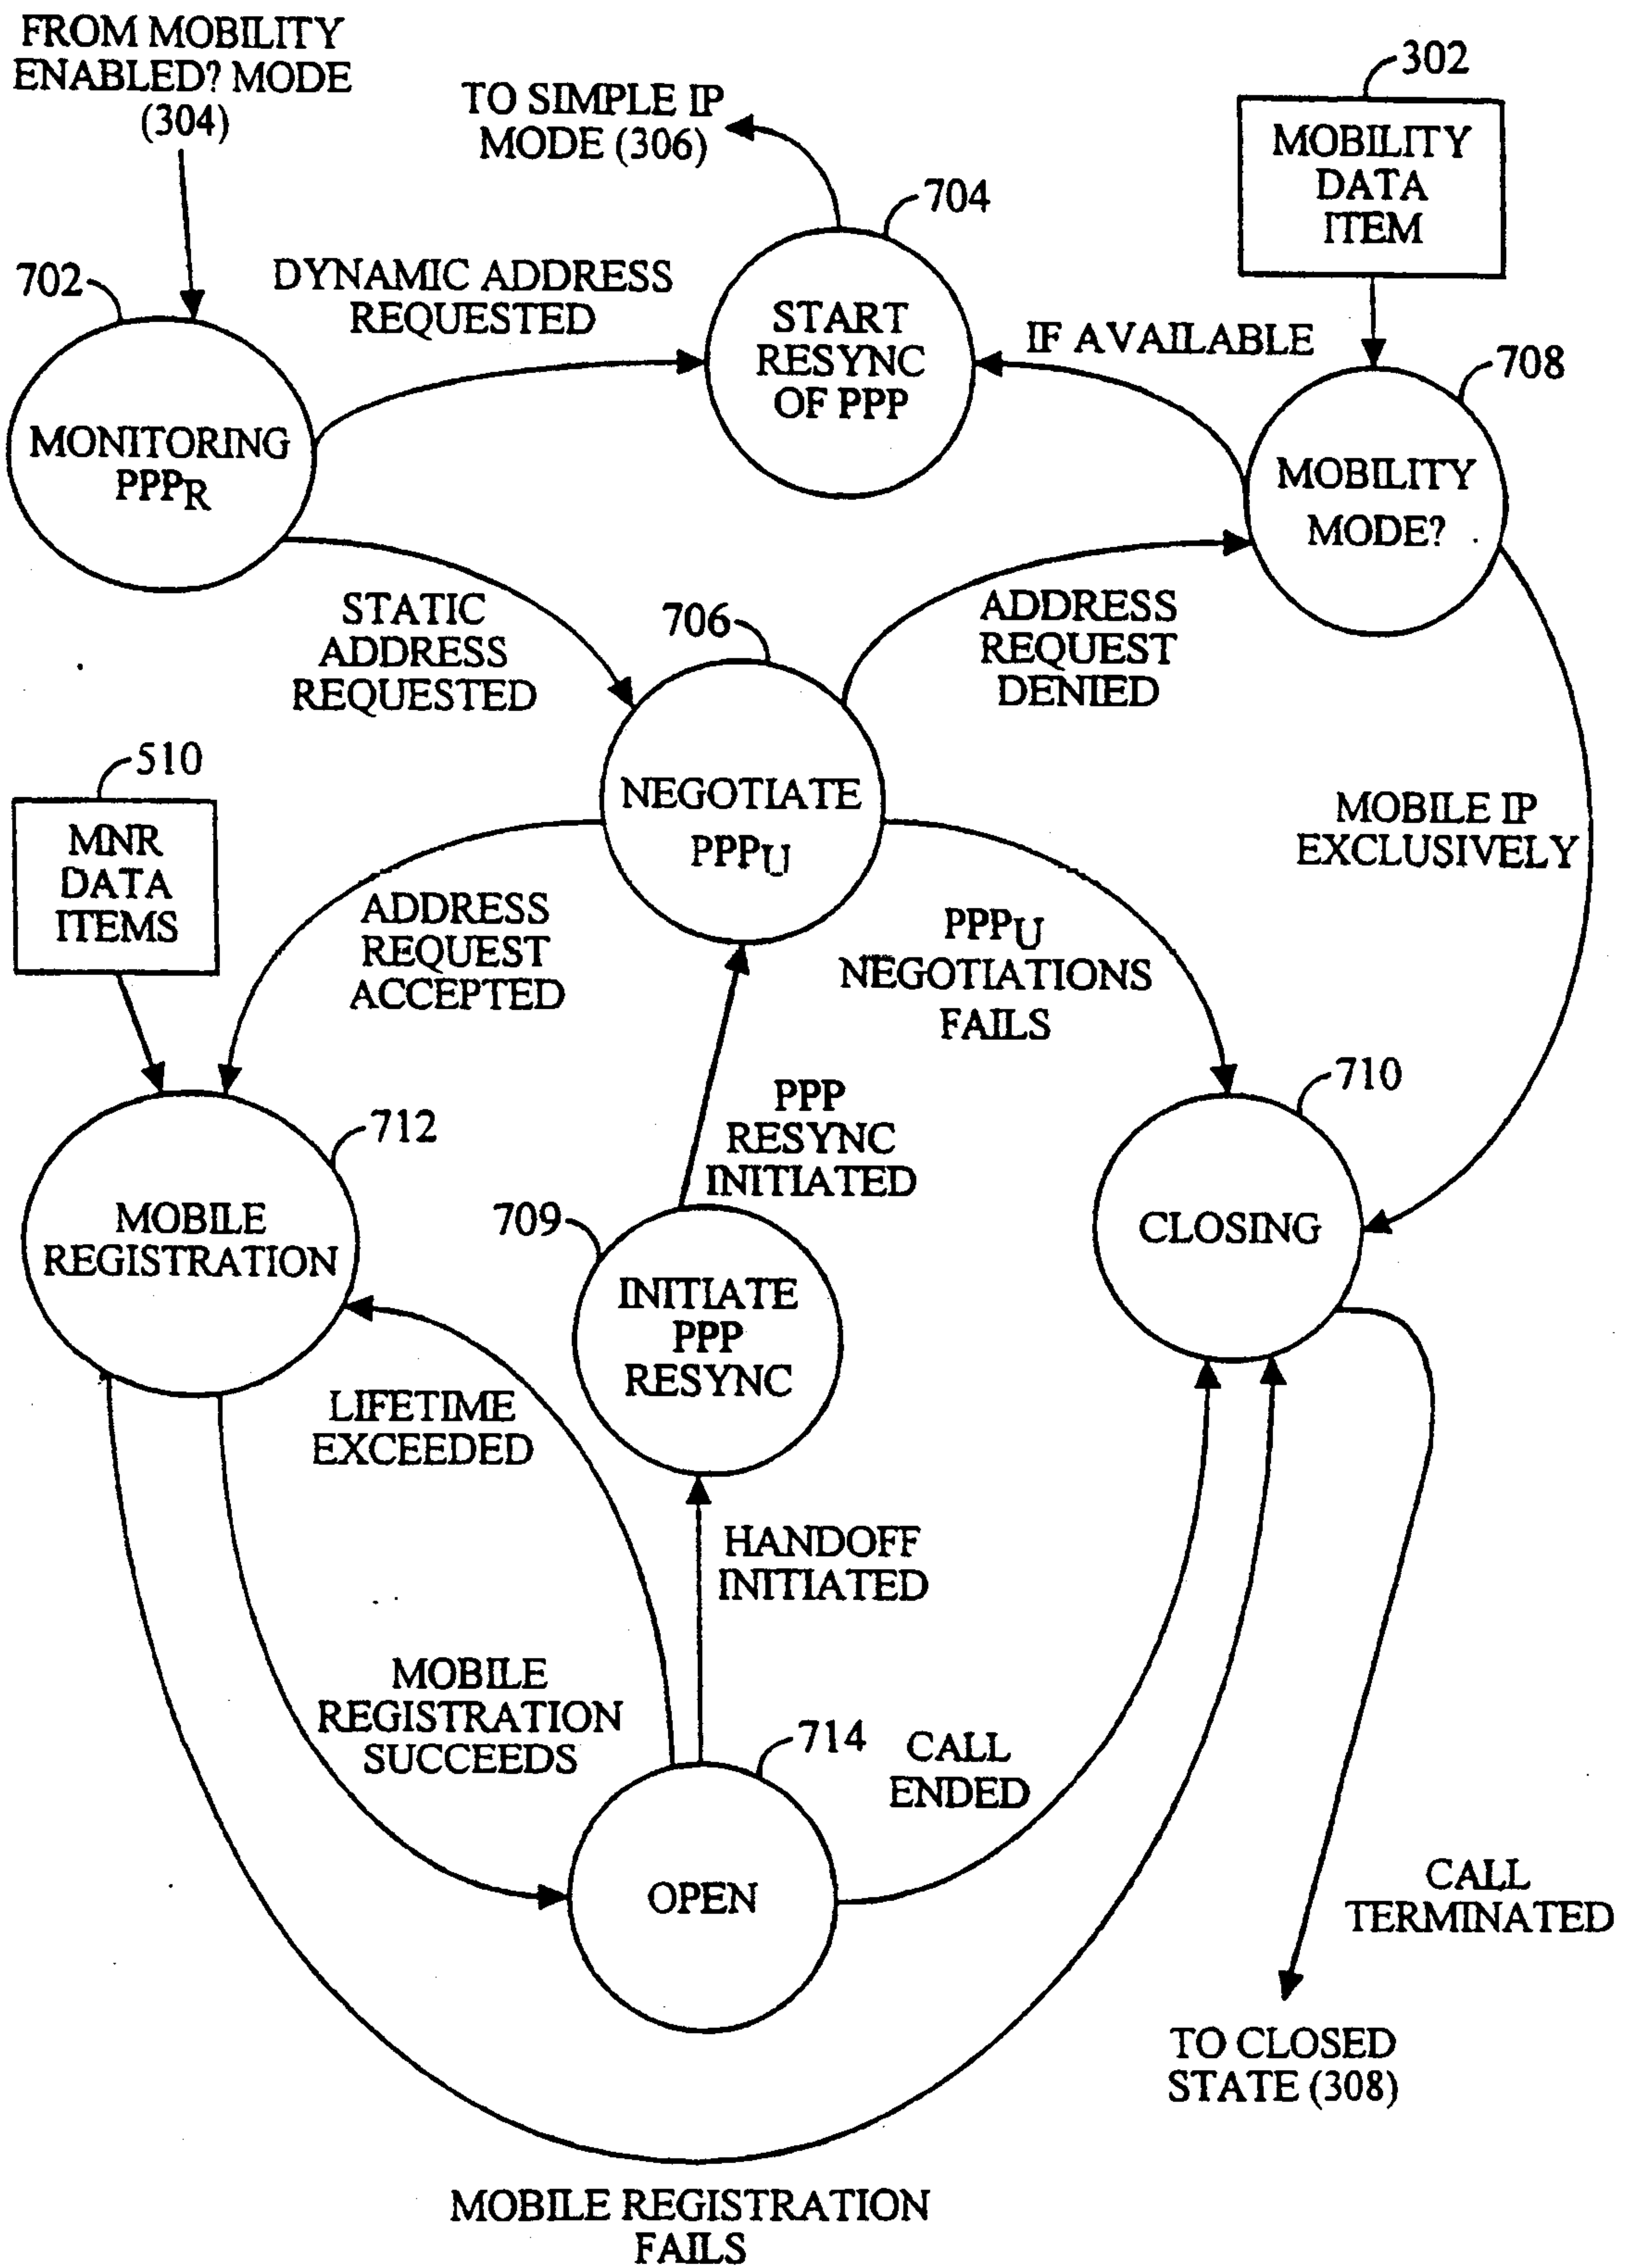 FROM MOBILITY
ENABLED? MODE
(304)
TO SIMPLE IP
MODE (306)
302
MOBILITY
DATA
ITEM
704
702
DYNAMIC ADDRESS
REQUESTED
START
RESYNC
OF PPP
IF AVAILABLE
708
MONITORING
PPPR
MOBILITY
MODE?
STATIC
ADDRESS
REQUESTED
706
ADDRESS
REQUEST
DENIED
510
MNR
DATA
ITEMS
NEGOTIATE
PPPU
MOBILE IP
EXCLUSIVELY
ADDRESS
REQUEST
ACCEPTED
PPPU
NEGOTIATIONS
FAILS
712
PPP
RESYNC
INITIATED
710
MOBILE
REGISTRATION
709
INITIATE
PPP
RESYNC
CLOSING
LIFETIME
EXCEEDED
HANDOFF
INITIATED
MOBILE
REGISTRATION
SUCCEEDS
714
CALL
ENDED
OPEN
CALL
TERMINATED
TO CLOSED
STATE (308)
MOBILE REGISTRATION
FAILS